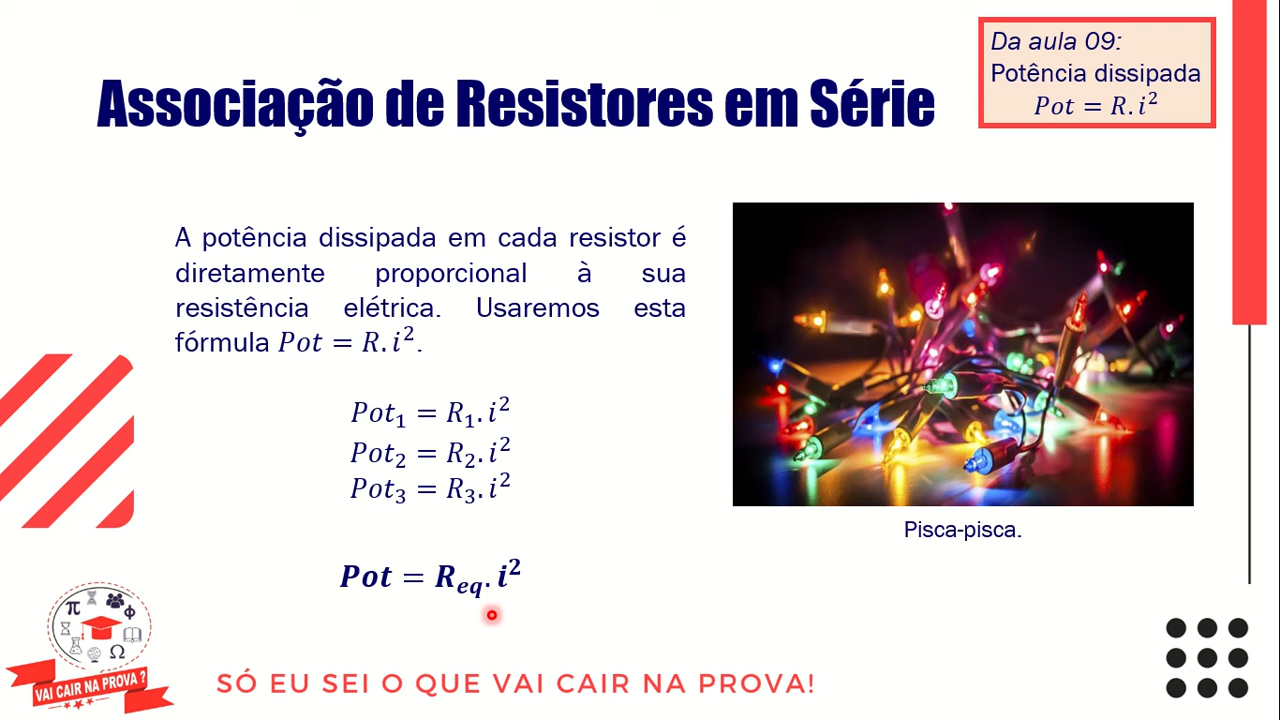 Da aula 09:
Potência dissipada
Pot = R.i²
Associação de Resistores em Série
A potência dissipada em cada resistor é
diretamente proporcional à sua
resistência elétrica. Usaremos esta
fórmula Pot = R.i².
Pot₁ = R₁.i²
Pot₂ = R₂.i²
Pot₃ = R₃.i²
Pot = R_eq.i²
Pisca-pisca.
π
Φ
Ω
VAI CAIR NA PROVA ?
SÓ EU SEI O QUE VAI CAIR NA PROVA!